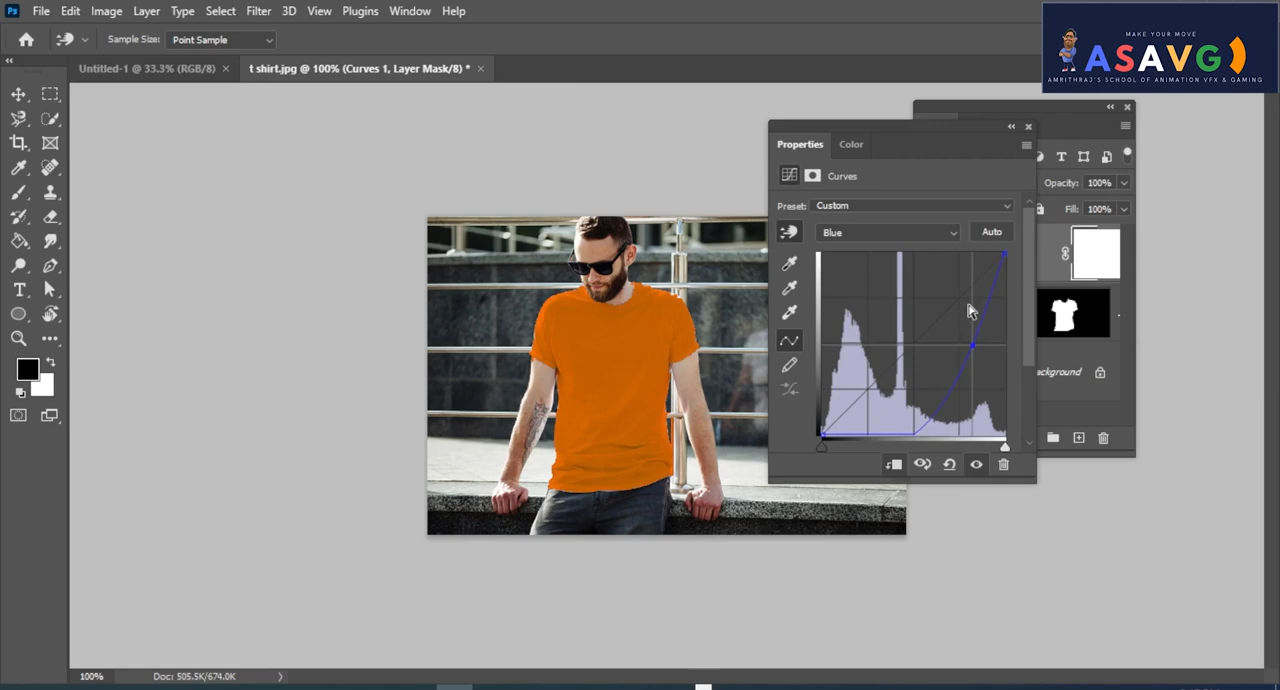 Ps File Edit Image Layer Type Select Filter 3D View Plugins Window Help
MAKE YOUR MOVE
ASAVG
AMRITHRAJ'S SCHOOL OF ANIMATION VFX & GAMING
Sample Size: Point Sample
Untitled-1 @ 33.3% (RGB/8) × t shirt.jpg @ 100% (Curves 1, Layer Mask/8) * ×
Properties Color
Curves
Preset: Custom
Blue Auto
Opacity: 100%
Fill: 100%
ackground
T
100% Doc: 505.5K/674.0K